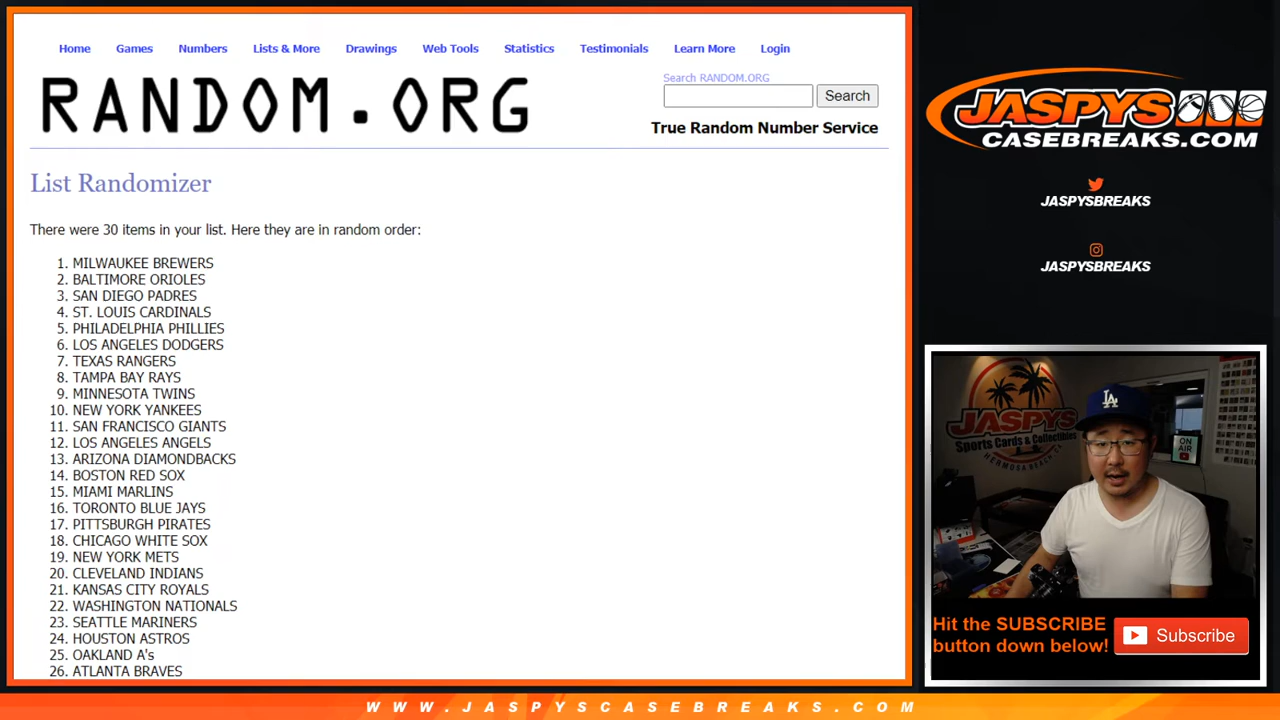 Home Games Numbers Lists & More Drawings Web Tools Statistics Testimonials Learn More Login
RANDOM.ORG
Search RANDOM.ORG
Search
True Random Number Service
List Randomizer
There were 30 items in your list. Here they are in random order:
1. MILWAUKEE BREWERS
2. BALTIMORE ORIOLES
3. SAN DIEGO PADRES
4. ST. LOUIS CARDINALS
5. PHILADELPHIA PHILLIES
6. LOS ANGELES DODGERS
7. TEXAS RANGERS
8. TAMPA BAY RAYS
9. MINNESOTA TWINS
10. NEW YORK YANKEES
11. SAN FRANCISCO GIANTS
12. LOS ANGELES ANGELS
13. ARIZONA DIAMONDBACKS
14. BOSTON RED SOX
15. MIAMI MARLINS
16. TORONTO BLUE JAYS
17. PITTSBURGH PIRATES
18. CHICAGO WHITE SOX
19. NEW YORK METS
20. CLEVELAND INDIANS
21. KANSAS CITY ROYALS
22. WASHINGTON NATIONALS
23. SEATTLE MARINERS
24. HOUSTON ASTROS
25. OAKLAND A's
26. ATLANTA BRAVES
JASPYS
CASEBREAKS.COM
JASPYSBREAKS
JASPYSBREAKS
JASPYS
Sports Cards & Collectibles
HERMOSA BEACH CA
LA
ON
AIR
Hit the SUBSCRIBE
button down below!
Subscribe
WWW.JASPYSCASEBREAKS.COM